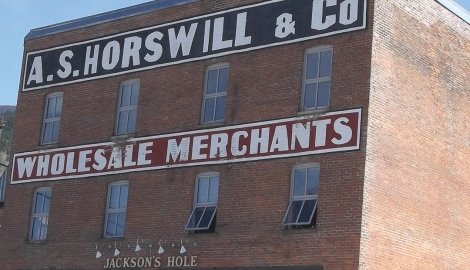 A.S.HORSWILL & Co
WHOLESALE MERCHANTS
JACKSON'S HOLE